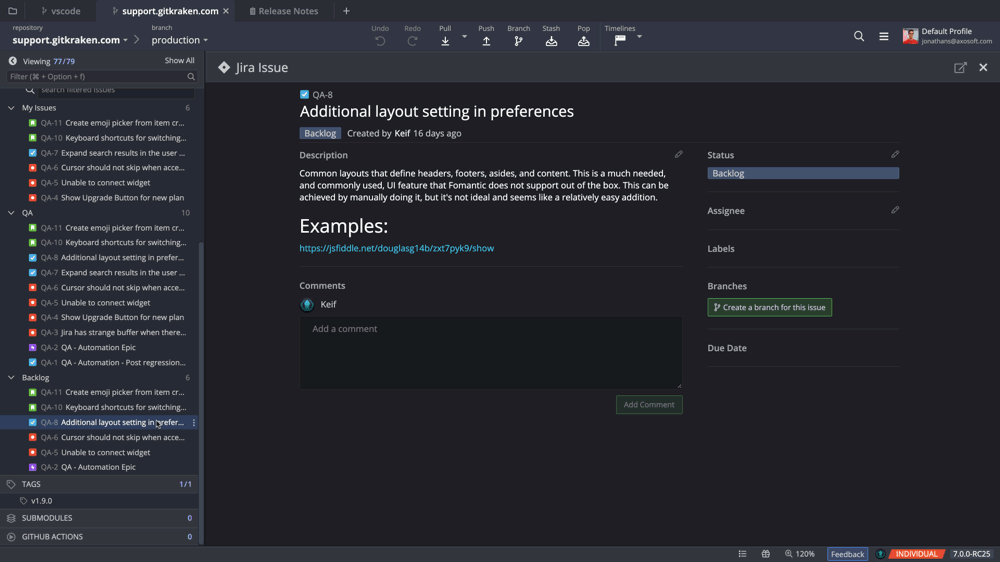 vscode
support.gitkraken.com
Release Notes
repository
support.gitkraken.com
branch
production
Undo
Redo
Pull
Push
Branch
Stash
Pop
Timelines
Default Profile
jonathans@axosoft.com
Viewing 77/79
Show All
Filter (⌘ + Option + f)
search filtered issues
My Issues 6
QA-11 Create emoji picker from item cr...
QA-10 Keyboard shortcuts for switching...
QA-7 Expand search results in the user ...
QA-6 Cursor should not skip when acce...
QA-5 Unable to connect widget
QA-4 Show Upgrade Button for new plan
QA 10
QA-11 Create emoji picker from item cr...
QA-10 Keyboard shortcuts for switching...
QA-8 Additional layout setting in prefer...
QA-7 Expand search results in the user ...
QA-6 Cursor should not skip when acce...
QA-5 Unable to connect widget
QA-4 Show Upgrade Button for new plan
QA-3 Jira has strange buffer when there...
QA-2 QA - Automation Epic
QA-1 QA - Automation - Post regression...
Backlog 6
QA-11 Create emoji picker from item cr...
QA-10 Keyboard shortcuts for switching...
QA-8 Additional layout setting in prefer...
QA-6 Cursor should not skip when acce...
QA-5 Unable to connect widget
QA-2 QA - Automation Epic
TAGS 1/1
v1.9.0
SUBMODULES 0
GITHUB ACTIONS 0
Jira Issue
QA-8
Additional layout setting in preferences
Backlog Created by Keif 16 days ago
Description
Common layouts that define headers, footers, asides, and content. This is a much needed,
and commonly used, UI feature that Fomantic does not support out of the box. This can be
achieved by manually doing it, but it's not ideal and seems like a relatively easy addition.
Examples:
https://jsfiddle.net/douglasg14b/zxt7pyk9/show
Comments
Keif
Add a comment
Add Comment
Status
Backlog
Assignee
Labels
Branches
Create a branch for this issue
Due Date
120%
Feedback
INDIVIDUAL
7.0.0-RC25